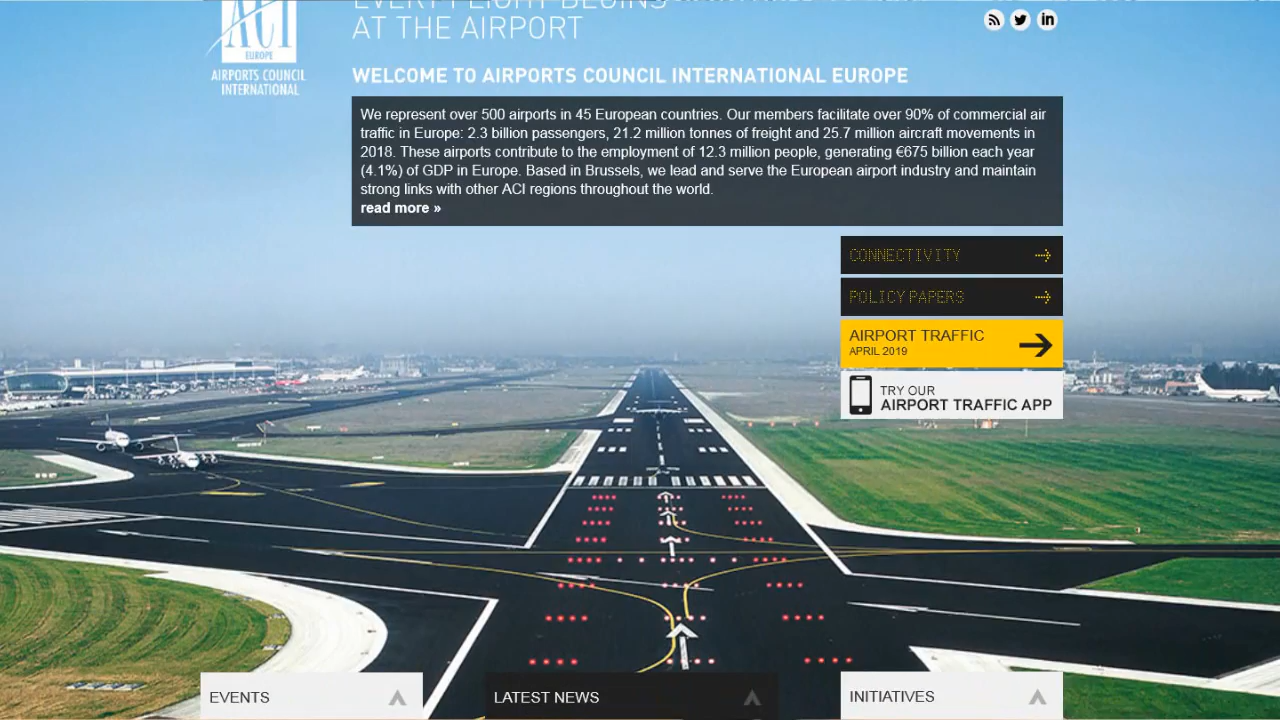 EVERY FLIGHT BEGINS
AT THE AIRPORT
ACI
EUROPE
AIRPORTS COUNCIL
INTERNATIONAL
WELCOME TO AIRPORTS COUNCIL INTERNATIONAL EUROPE
We represent over 500 airports in 45 European countries. Our members facilitate over 90% of commercial air
traffic in Europe: 2.3 billion passengers, 21.2 million tonnes of freight and 25.7 million aircraft movements in
2018. These airports contribute to the employment of 12.3 million people, generating €675 billion each year
(4.1%) of GDP in Europe. Based in Brussels, we lead and serve the European airport industry and maintain
strong links with other ACI regions throughout the world.
read more »
CONNECTIVITY
POLICY PAPERS
AIRPORT TRAFFIC
APRIL 2019
TRY OUR
AIRPORT TRAFFIC APP
EVENTS
LATEST NEWS
INITIATIVES